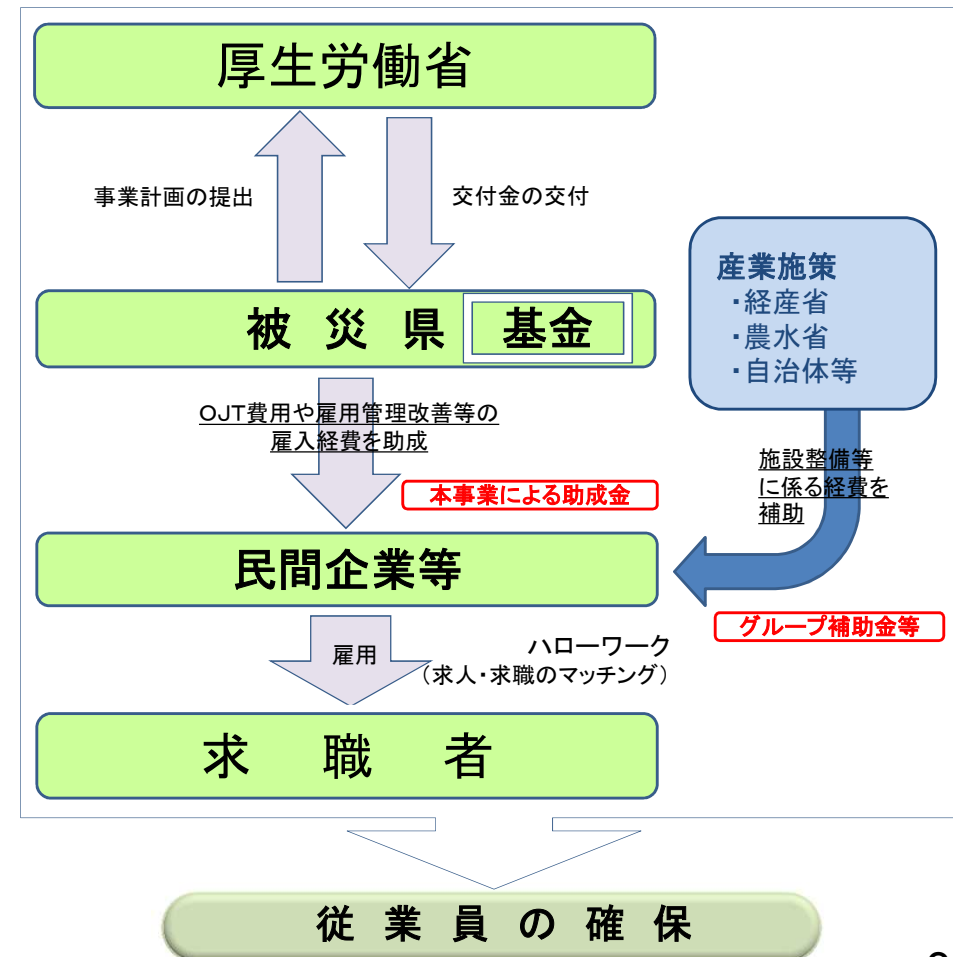 厚生労働省
事業計画の提出
交付金の交付
産業施策
・経産省
・農水省
・自治体等
被 災 県
基金
OJT費用や雇用管理改善等の
雇入経費を助成
本事業による助成金
施設整備等
に係る経費を
補助
民間企業等
グループ補助金等
雇用
ハローワーク
（求人・求職のマッチング）
求 職 者
従 業 員 の 確 保